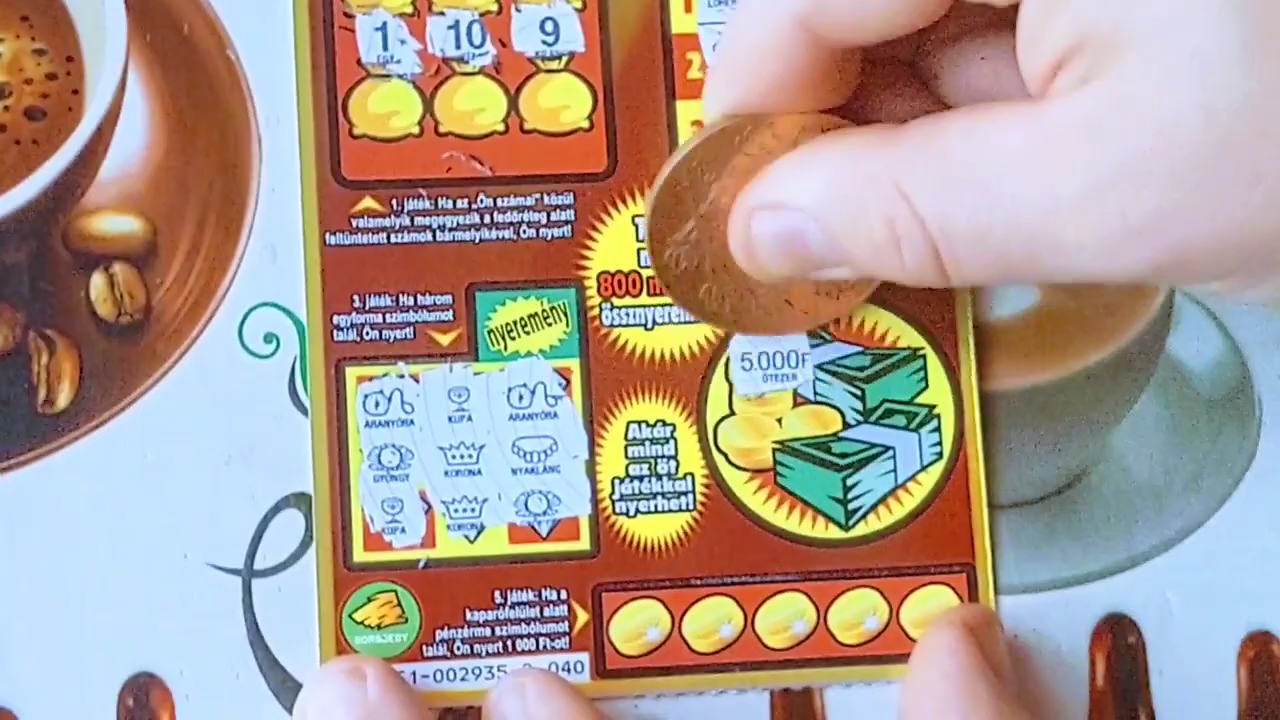 1 10 9
EGY
1. játék: Ha az „Ön számai” közül
valamelyik megegyezik a fedőréteg alatt
feltüntetett számok bármelyikével, Ön nyert!
800
össznyerem
3. játék: Ha három
egyforma szimbólumot
talál, Ön nyert!
nyeremény
5.000F
ÖTEZER
ARANYÓRA KUPA ARANYÓRA
GYÖNGY KORONA NYAKLÁNC
KUPA KORONA
Akár
mind
az öt
játékkal
nyerhet!
SORSJEGY
5. játék: Ha a
kaparófelület alatt
pénzérme szimbólumot
talál, Ön nyert 1 000 Ft-ot!
1-002935 040